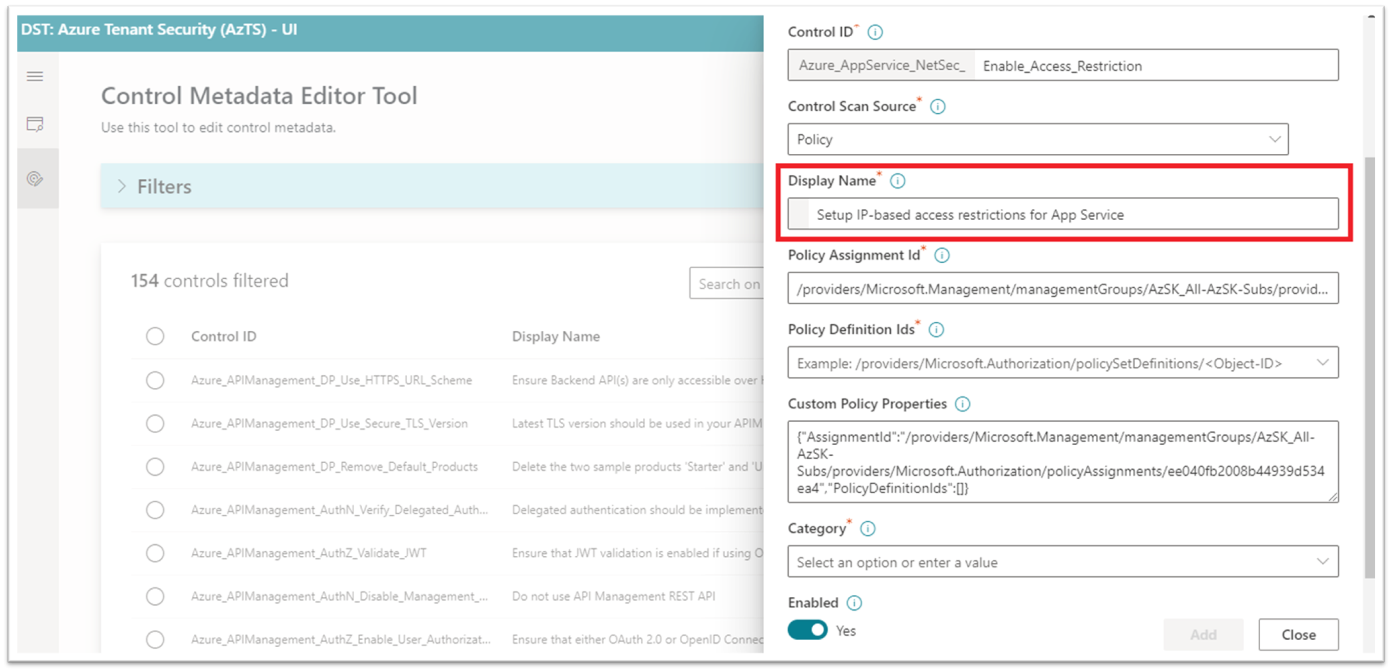 DST: Azure Tenant Security (AzTS) - UI
Control Metadata Editor Tool
Use this tool to edit control metadata.
Filters
154 controls filtered
Search on
Control ID
Display Name
Azure_APIManagement_DP_Use_HTTPS_URL_Scheme
Ensure Backend API(s) are only accessible over
Azure_APIManagement_DP_Use_Secure_TLS_Version
Latest TLS version should be used in your APIM
Azure_APIManagement_DP_Remove_Default_Products
Delete the two sample products 'Starter' and 'U
Azure_APIManagement_AuthN_Verify_Delegated_Auth...
Delegated authentication should be implement
Azure_APIManagement_AuthZ_Validate_JWT
Ensure that JWT validation is enabled if using O
Azure_APIManagement_AuthN_Disable_Management_...
Do not use API Management REST API
Azure_APIManagement_AuthZ_Enable_User_Authorizat...
Ensure that either OAuth 2.0 or OpenID Connec
Control ID*
Azure_AppService_NetSec_ Enable_Access_Restriction
Control Scan Source*
Policy
Display Name*
Setup IP-based access restrictions for App Service
Policy Assignment Id*
/providers/Microsoft.Management/managementGroups/AzSK_All-AzSK-Subs/provid...
Policy Definition Ids*
Example: /providers/Microsoft.Authorization/policySetDefinitions/<Object-ID>
Custom Policy Properties
{"AssignmentId":"/providers/Microsoft.Management/managementGroups/AzSK_All-
AzSK-
Subs/providers/Microsoft.Authorization/policyAssignments/ee040fb2008b44939d534
ea4","PolicyDefinitionIds":[]}
Category*
Select an option or enter a value
Enabled
Yes
Add
Close